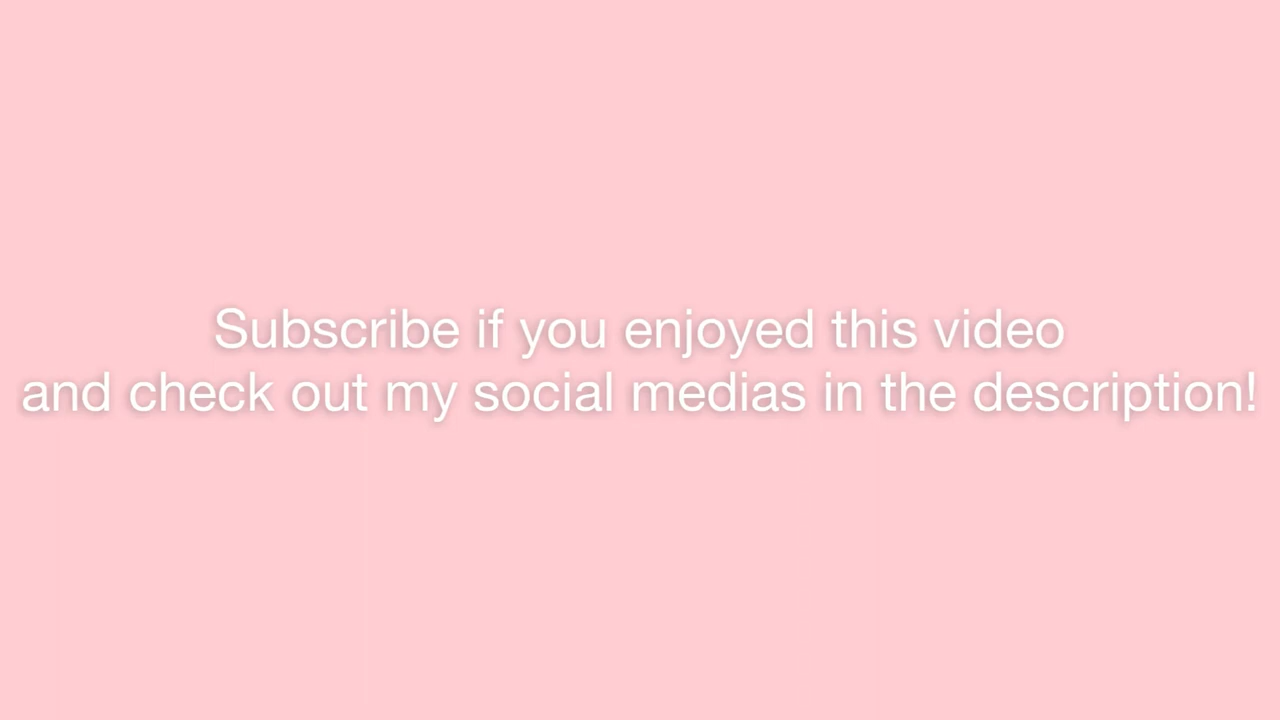 Subscribe if you enjoyed this video
and check out my social medias in the description!